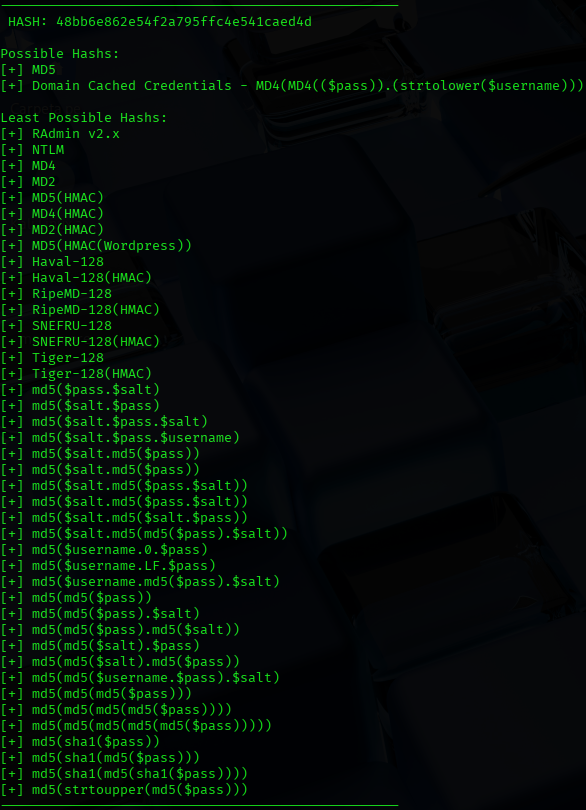 HASH: 48bb6e862e54f2a795ffc4e541caed4d
Possible Hashs:
[+] MD5
[+] Domain Cached Credentials - MD4(MD4(($pass)).(strtolower($username)))
Least Possible Hashs:
[+] RAdmin v2.x
[+] NTLM
[+] MD4
[+] MD2
[+] MD5(HMAC)
[+] MD4(HMAC)
[+] MD2(HMAC)
[+] MD5(HMAC(Wordpress))
[+] Haval-128
[+] Haval-128(HMAC)
[+] RipeMD-128
[+] RipeMD-128(HMAC)
[+] SNEFRU-128
[+] SNEFRU-128(HMAC)
[+] Tiger-128
[+] Tiger-128(HMAC)
[+] md5($pass.$salt)
[+] md5($salt.$pass)
[+] md5($salt.$pass.$salt)
[+] md5($salt.$pass.$username)
[+] md5($salt.md5($pass))
[+] md5($salt.md5($pass))
[+] md5($salt.md5($pass.$salt))
[+] md5($salt.md5($pass.$salt))
[+] md5($salt.md5($salt.$pass))
[+] md5($salt.md5(md5($pass).$salt))
[+] md5($username.0.$pass)
[+] md5($username.LF.$pass)
[+] md5($username.md5($pass).$salt)
[+] md5(md5($pass))
[+] md5(md5($pass).$salt)
[+] md5(md5($pass).md5($salt))
[+] md5(md5($salt).$pass)
[+] md5(md5($salt).md5($pass))
[+] md5(md5($username.$pass).$salt)
[+] md5(md5(md5($pass)))
[+] md5(md5(md5(md5($pass))))
[+] md5(md5(md5(md5(md5($pass)))))
[+] md5(sha1($pass))
[+] md5(sha1(md5($pass)))
[+] md5(sha1(md5(sha1($pass))))
[+] md5(strtoupper(md5($pass)))